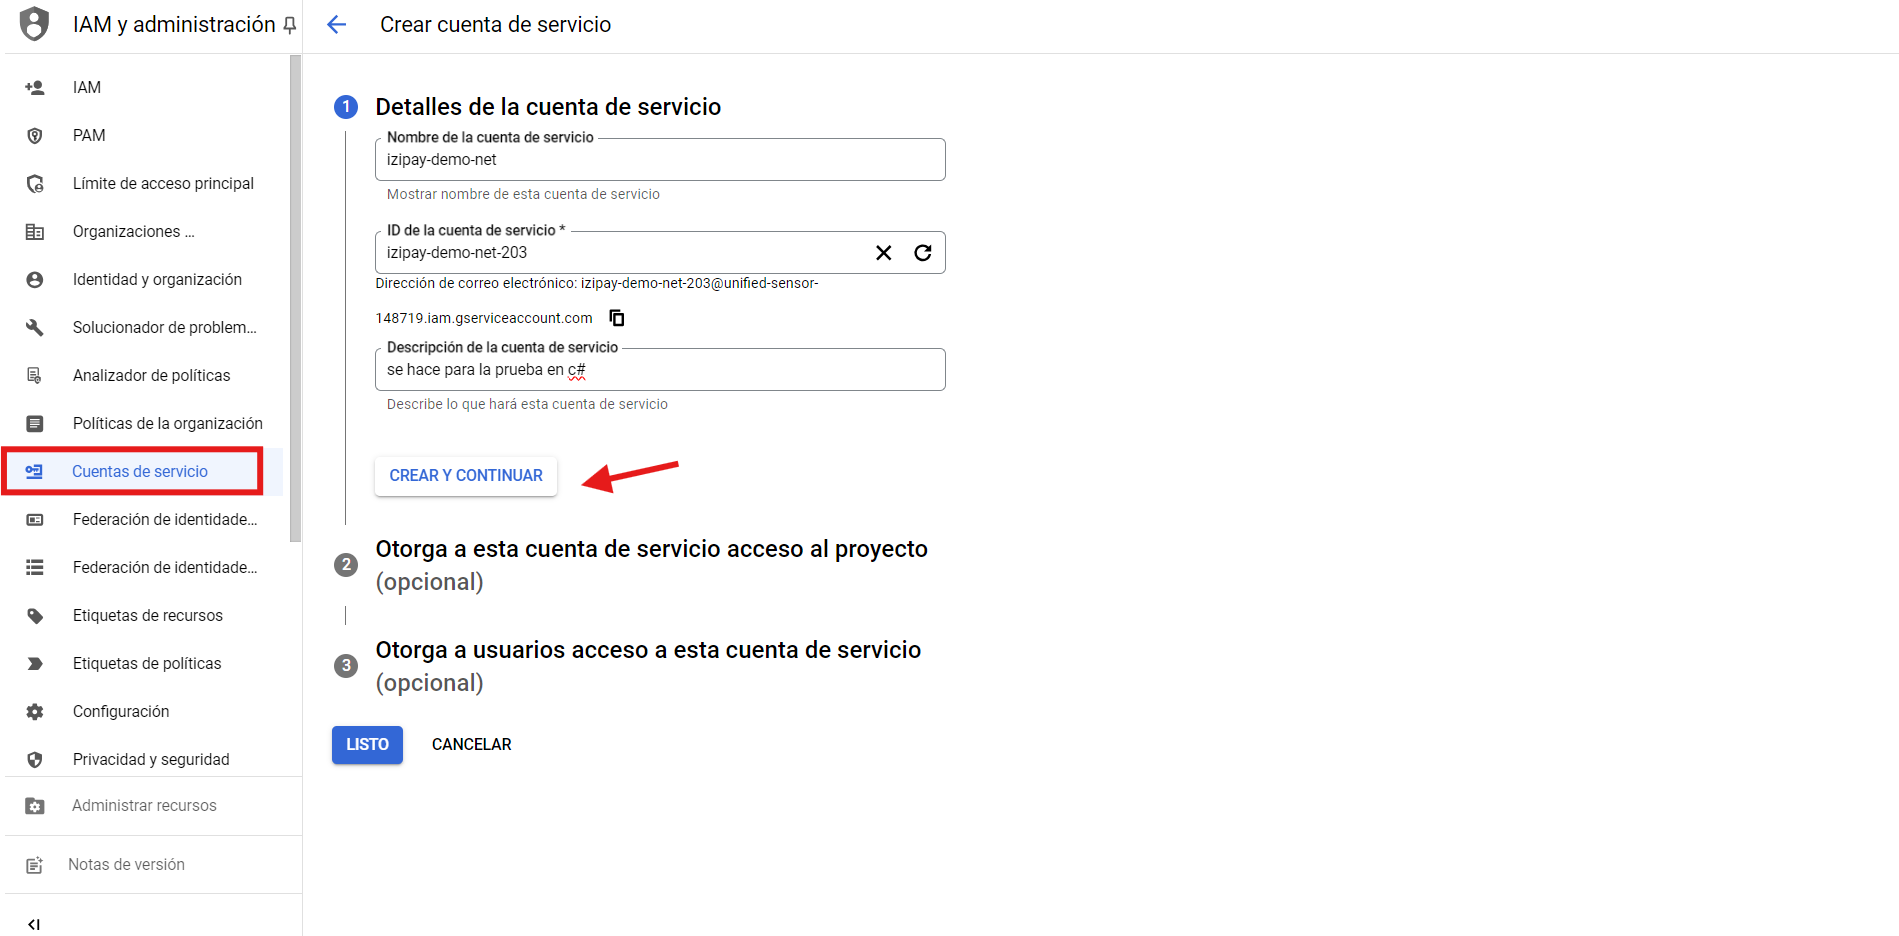 IAM y administración
Crear cuenta de servicio
IAM
PAM
Límite de acceso principal
Organizaciones ...
Identidad y organización
Solucionador de problem...
Analizador de políticas
Políticas de la organización
Cuentas de servicio
Federación de identidade...
Federación de identidade...
Etiquetas de recursos
Etiquetas de políticas
Configuración
Privacidad y seguridad
Administrar recursos
Notas de versión
1 Detalles de la cuenta de servicio
Nombre de la cuenta de servicio
izipay-demo-net
Mostrar nombre de esta cuenta de servicio
ID de la cuenta de servicio *
izipay-demo-net-203
Dirección de correo electrónico: izipay-demo-net-203@unified-sensor-
148719.iam.gserviceaccount.com
Descripción de la cuenta de servicio
se hace para la prueba en c#
Describe lo que hará esta cuenta de servicio
CREAR Y CONTINUAR
2 Otorga a esta cuenta de servicio acceso al proyecto
(opcional)
3 Otorga a usuarios acceso a esta cuenta de servicio
(opcional)
LISTO CANCELAR